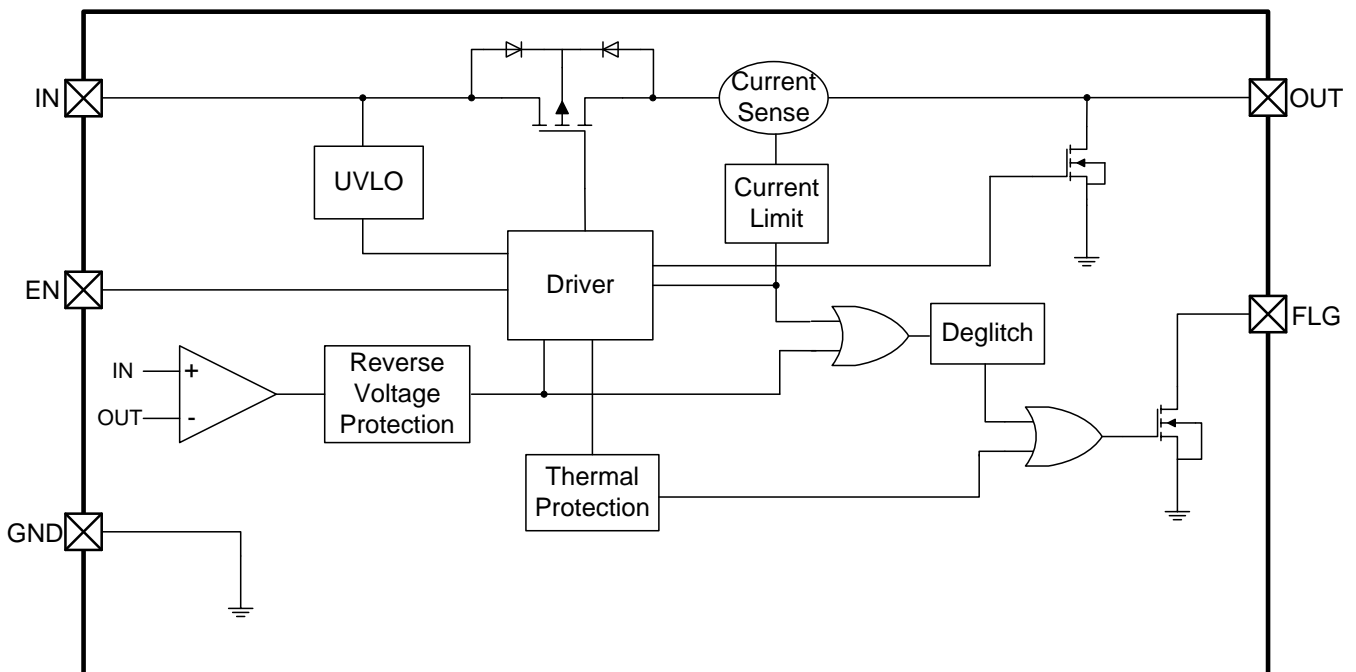 IN
Current
Sense
OUT
UVLO
Current
Limit
EN
Driver
FLG
Deglitch
IN
+
OUT
-
Reverse
Voltage
Protection
Thermal
Protection
GND